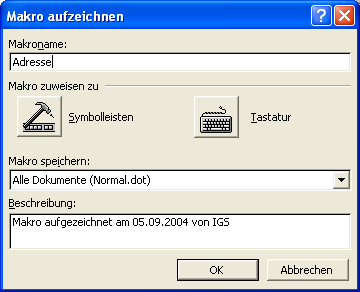 Makro aufzeichnen
Makroname:
Adresse
Makro zuweisen zu
Symbolleisten
Tastatur
Makro speichern:
Alle Dokumente (Normal.dot)
Beschreibung:
Makro aufgezeichnet am 05.09.2004 von IGS
OK
Abbrechen